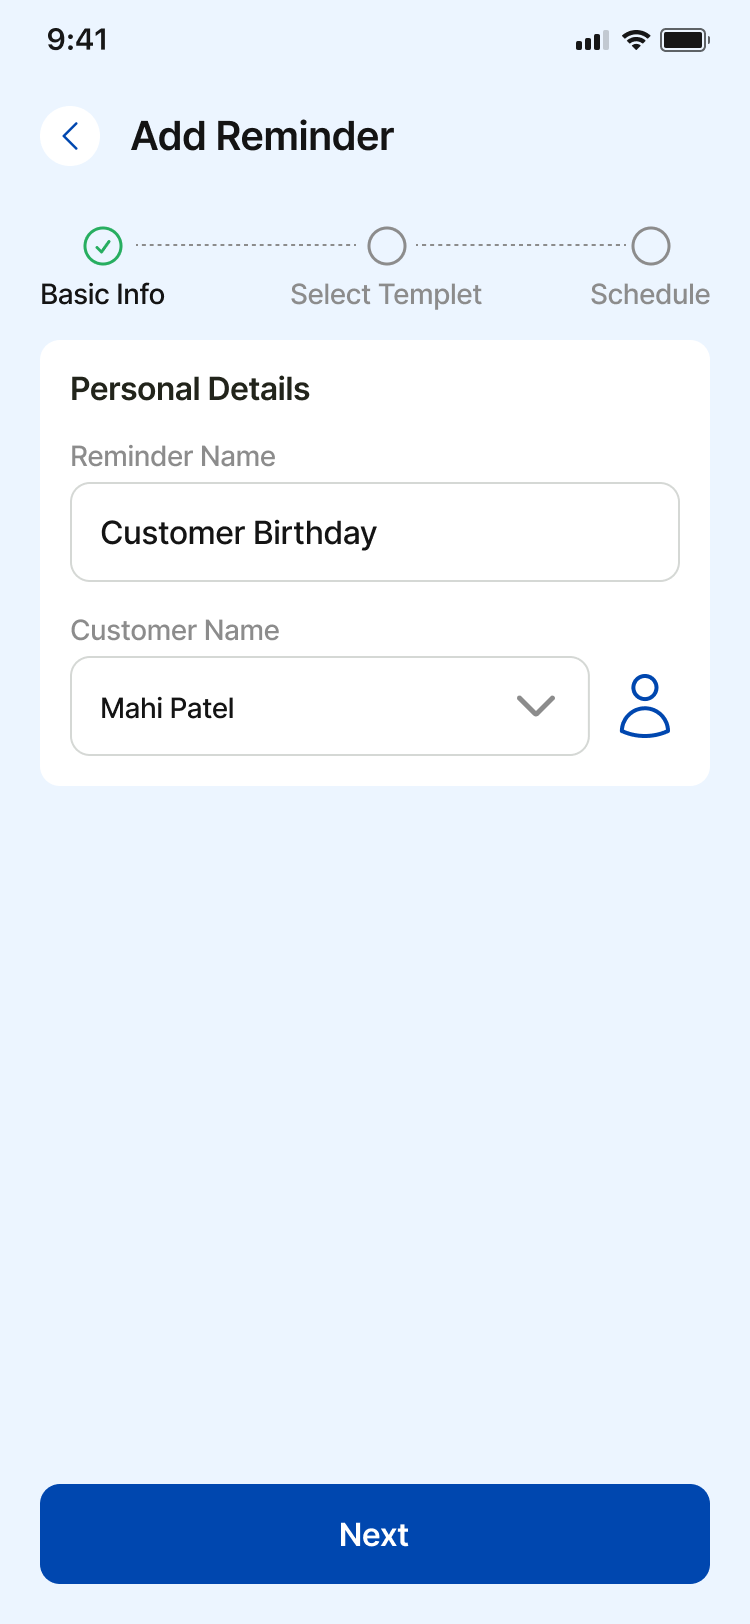 9:41
Add Reminder
Basic Info
Select Templet
Schedule
Personal Details
Reminder Name
Customer Birthday
Customer Name
Mahi Patel
Next